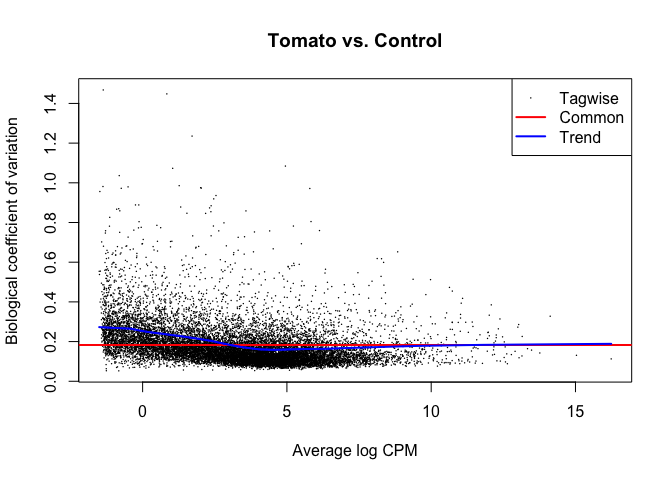 Tomato vs. Control
Tagwise
Common
Trend
Biological coefficient of variation
1.4
1.2
1.0
0.8
0.6
0.4
0.2
0.0
0 5 10 15
Average log CPM